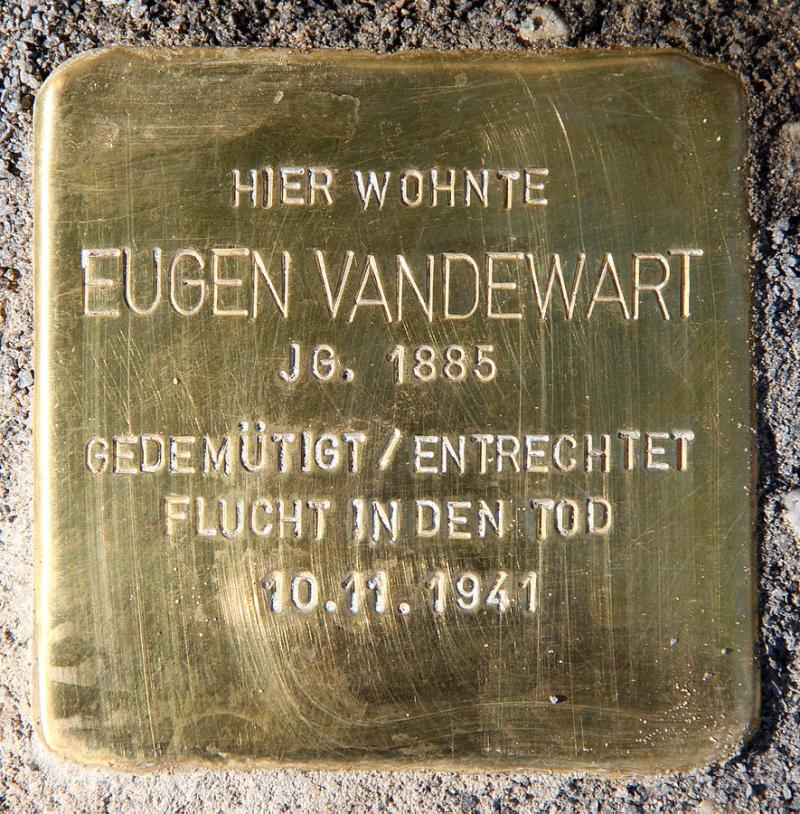 HIER WOHNTE
EUGEN VANDEWART
JG. 1885
GEDEMÜTIGT / ENTRECHTET
FLUCHT IN DEN TOD
10.11.1941